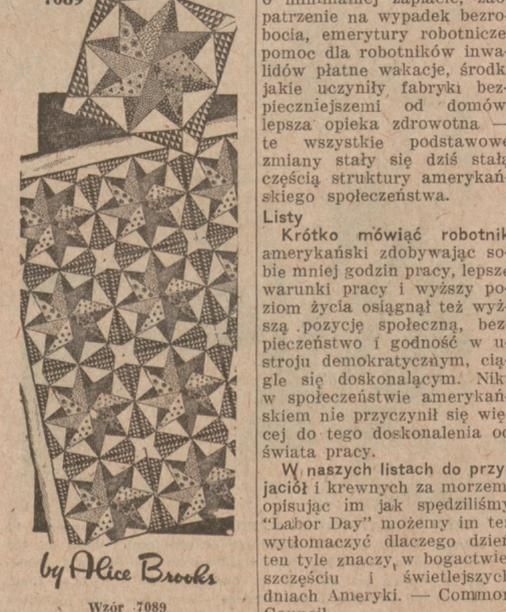 7089
by Alice Brooks
Wzór 7089
patrzenie na wypadek bezro-
bocia, emerytury robotnicze
pomoc dla robotników inwa-
lidów płatne wakacje, środk
jakie uczyniły fabryki bez-
pieczniejszemi od domów
lepsza opieka zdrowotna —
te wszystkie podstawowe
zmiany stały się dziś stałą
częścią struktury amerykań-
skiego społeczeństwa.
Listy
Krótko mówiąc robotnik
amerykański zdobywając so-
bie mniej godzin pracy, lepsze
warunki pracy i wyższy po-
ziom życia osiągnął też wyż-
szą pozycję społeczną, bez-
pieczeństwo i godność w u-
stroju demokratycznym, cią-
gle się doskonalącym. Nik
w społeczeństwie amerykań-
skiem nie przyczynił się wię-
cej do tego doskonalenia od
świata pracy.
W naszych listach do przy-
jaciół i krewnych za morzem
opisując im jak spędziliśmy
“Labor Day” możemy im też
wytłomaczyć dlaczego dzień
ten tyle znaczy w bogactwie
szczęściu i świetlejszych
dniach Ameryki. — Common